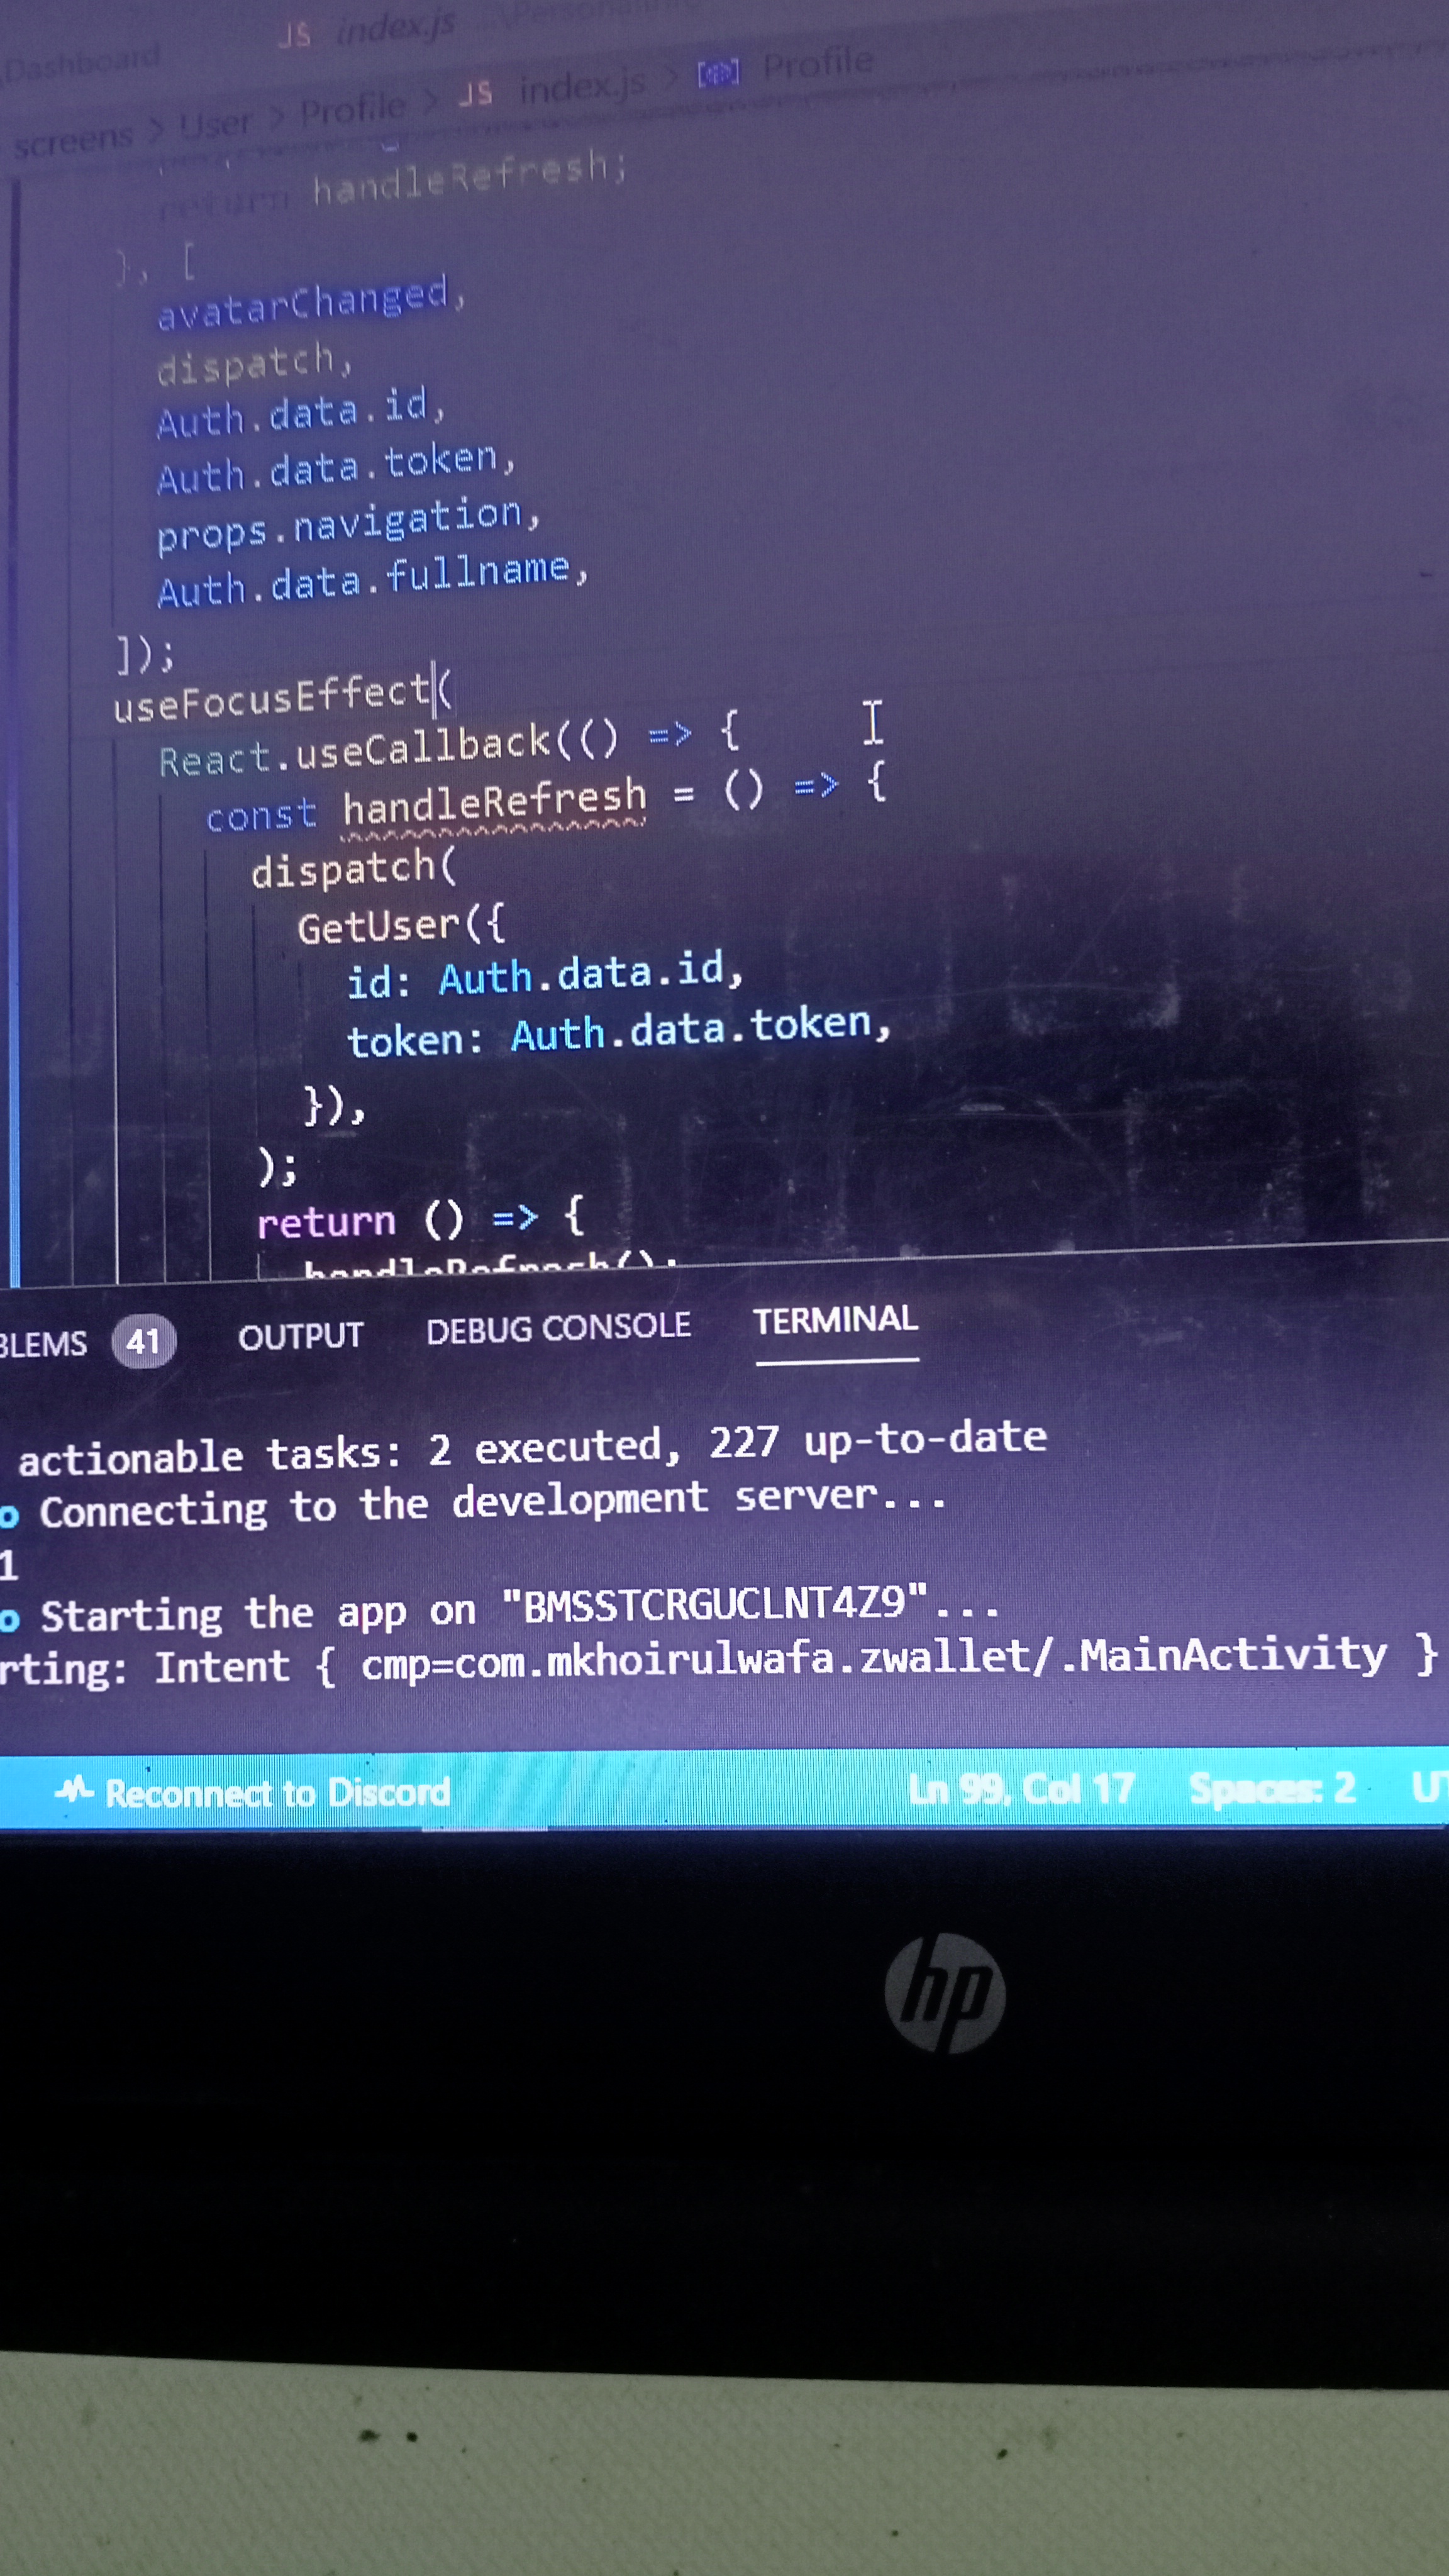 Dashboard
JS index.js
screens > User > Profile > JS index.js > Profile
return handleRefresh;
}, [
avatarChanged,
dispatch,
Auth.data.id,
Auth.data.token,
props.navigation,
Auth.data.fullname,
]);
useFocusEffect(
React.useCallback(() => {
const handleRefresh = () => {
dispatch(
GetUser({
id: Auth.data.id,
token: Auth.data.token,
}),
);
return () => {
handleRefresh();
BLEMS 41 OUTPUT DEBUG CONSOLE TERMINAL
actionable tasks: 2 executed, 227 up-to-date
o Connecting to the development server...
1
o Starting the app on "BMSSTCRGUCLNT4Z9"...
rting: Intent { cmp=com.mkhoirulwafa.zwallet/.MainActivity }
Reconnect to Discord Ln 99, Col 17 Spaces: 2 UT
hp